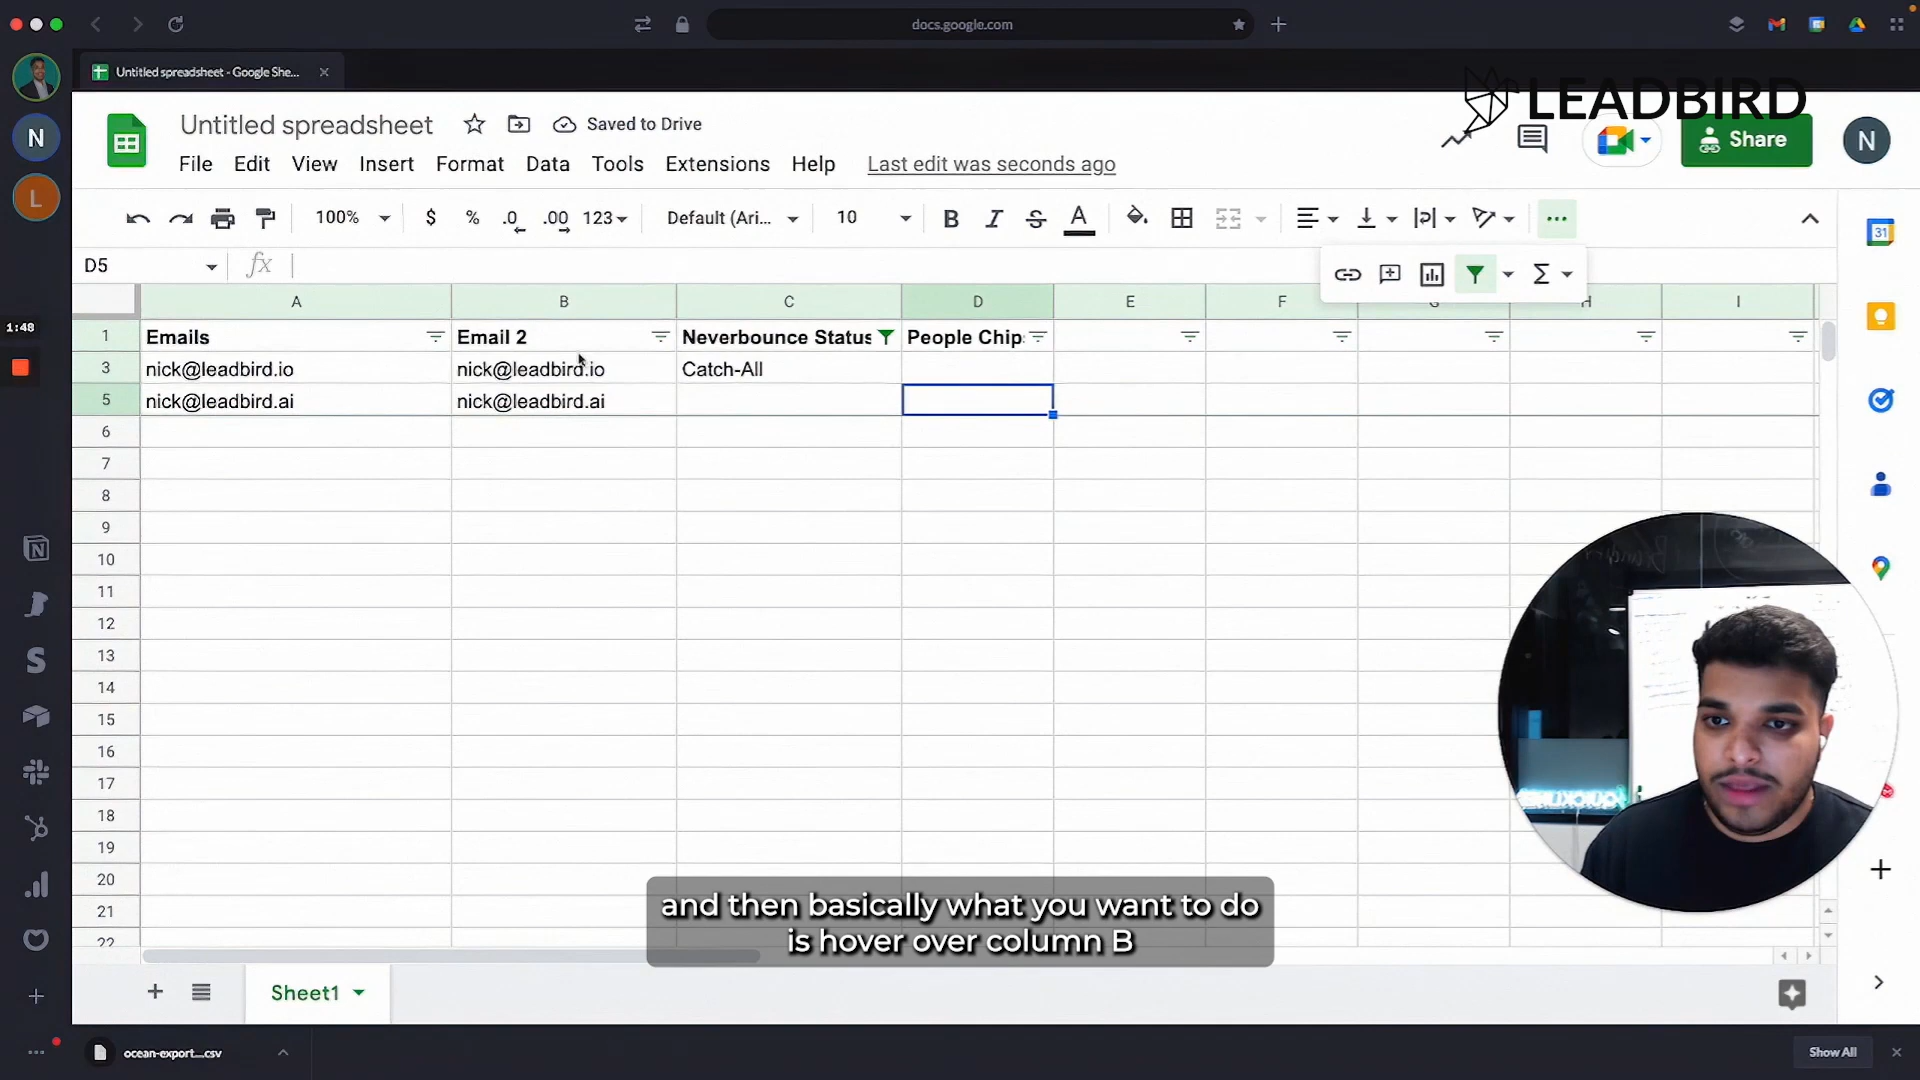 docs.google.com
Untitled spreadsheet - Google She...
LEADBIRD
Untitled spreadsheet
Saved to Drive
Share
N
N
L
File Edit View Insert Format Data Tools Extensions Help Last edit was seconds ago
100% $ % .0 .00 123 Default (Ari... 10 B I S A
31
D5 fx
A B C D E F G H I
1:48
1 Emails Email 2 Neverbounce Status People Chip
3 nick@leadbird.io nick@leadbird.io Catch-All
5 nick@leadbird.ai nick@leadbird.ai
6
7
8
9
10
11
12
13
14
15
16
17
18
19
20
21
22
and then basically what you want to do
is hover over column B
Sheet1
ocean-export....csv
Show All